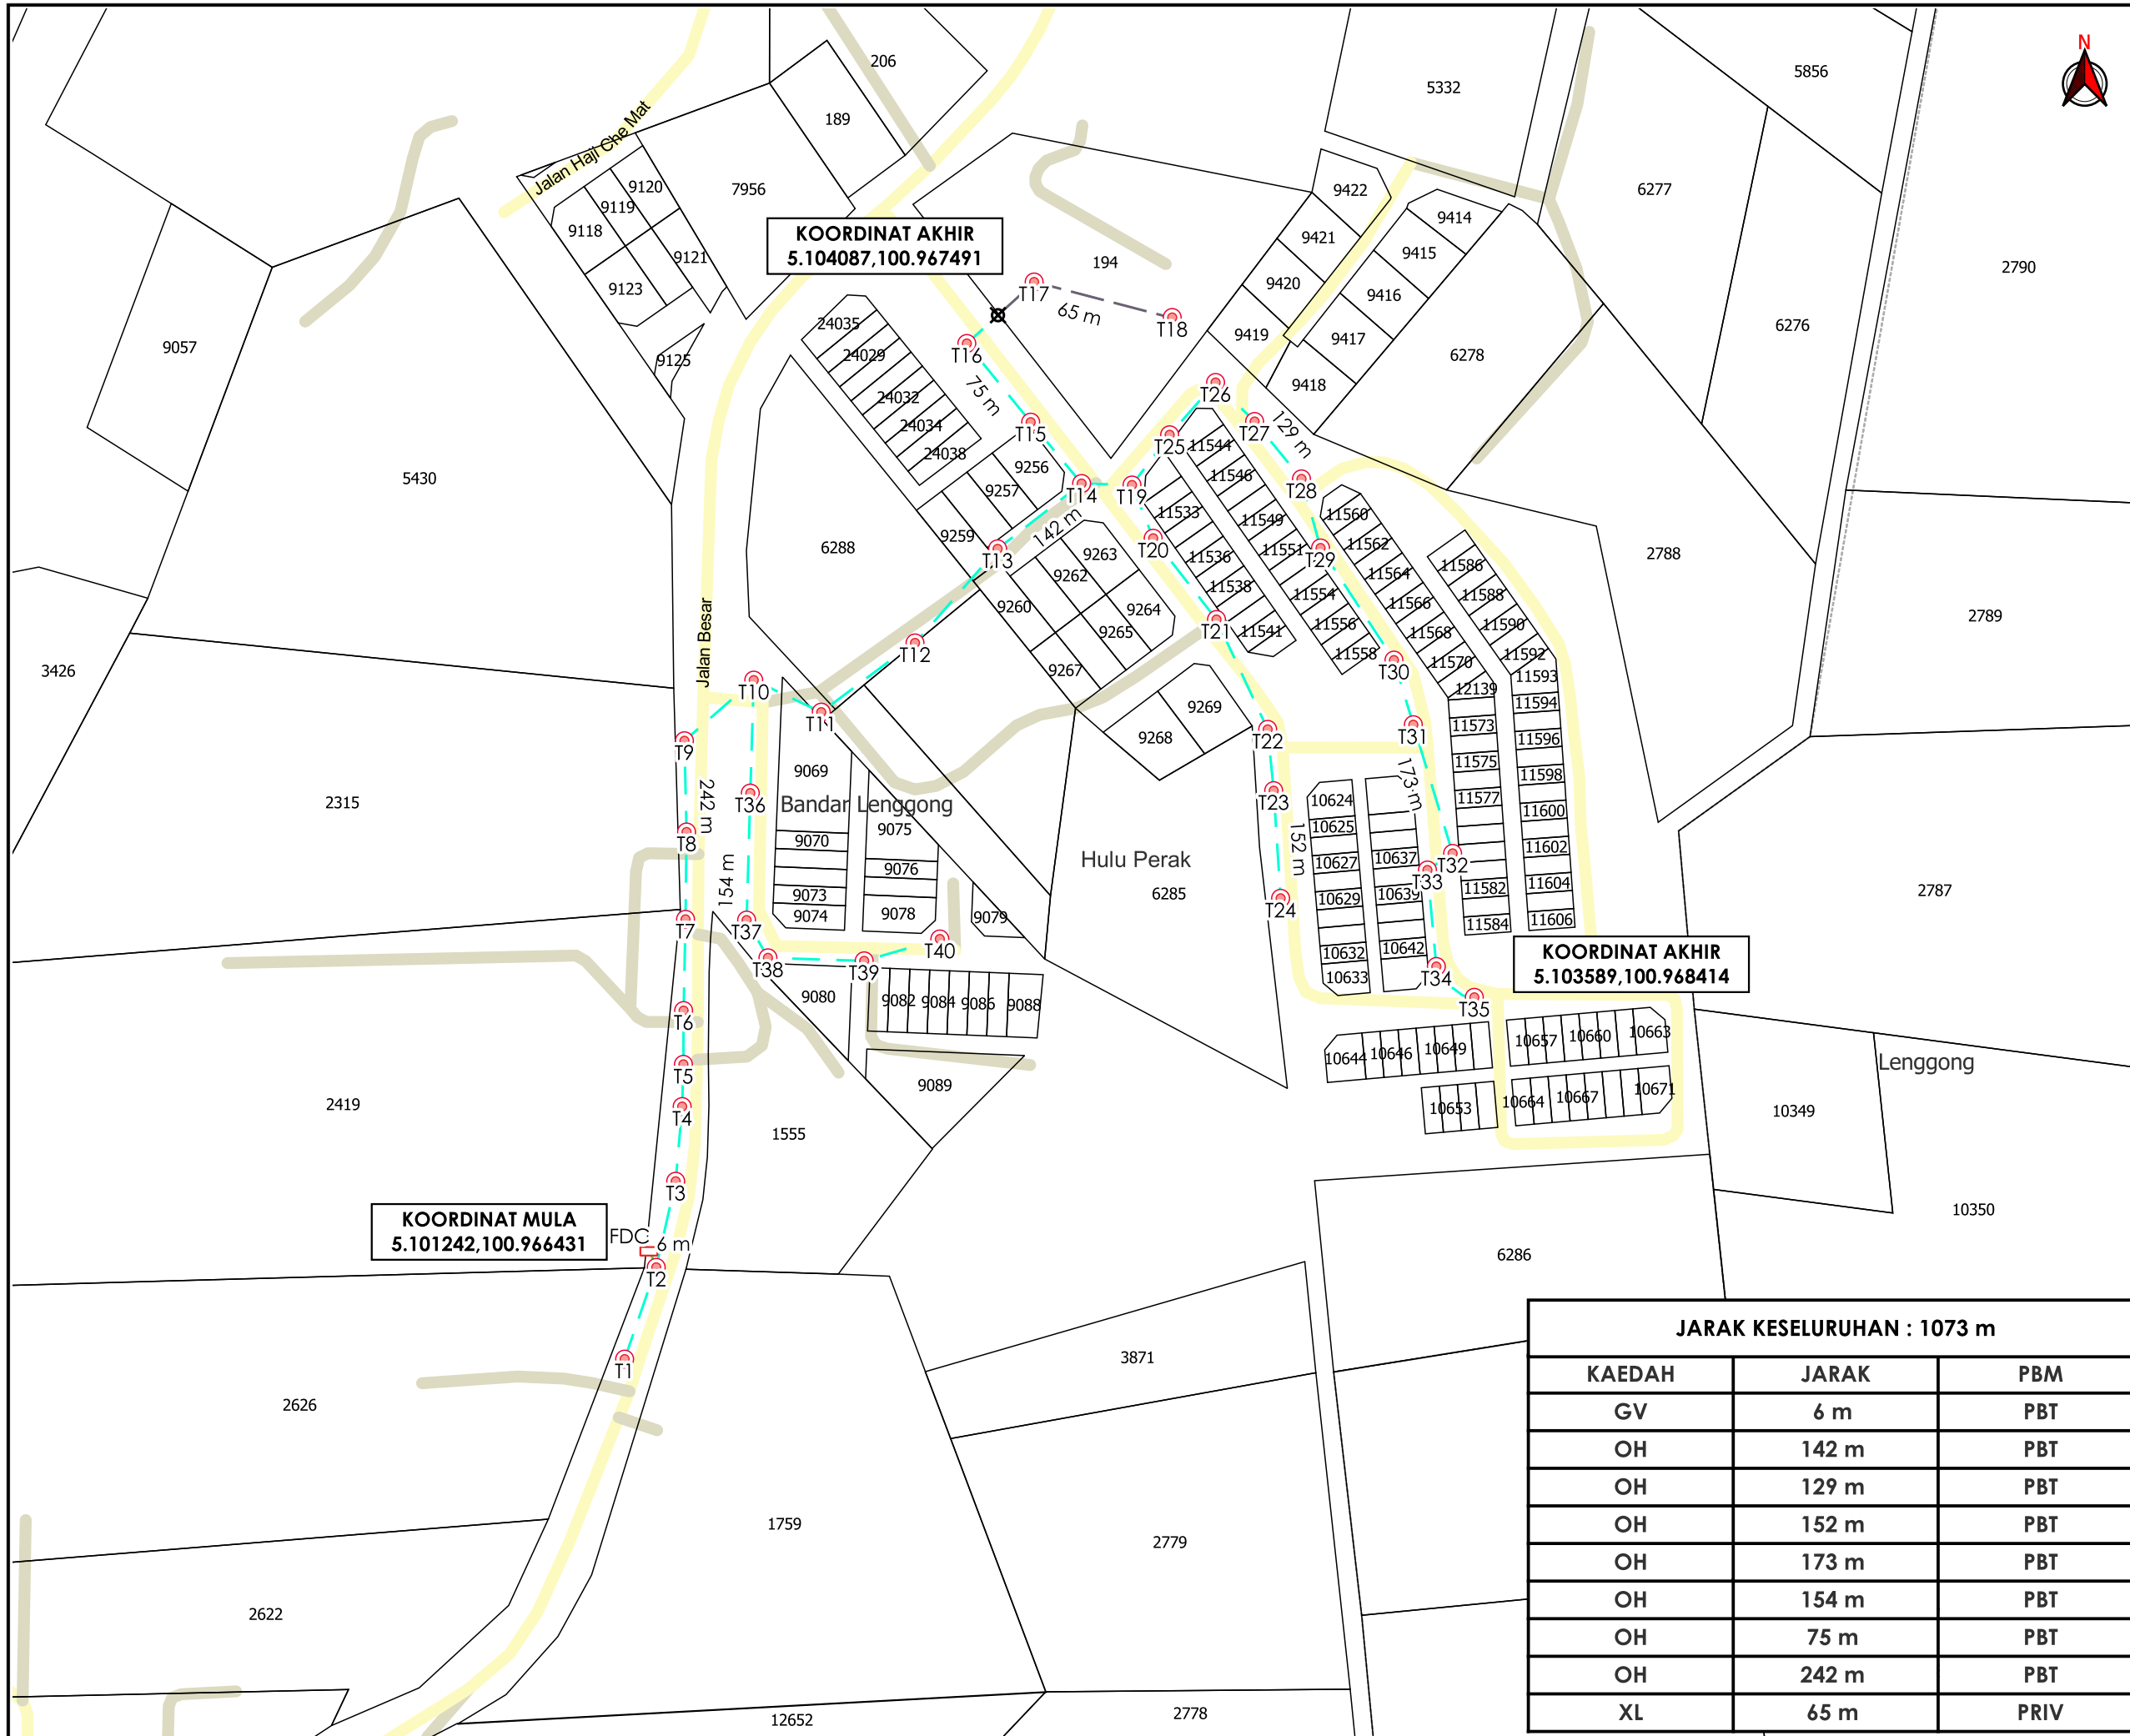 N
206
5856
5332
189
Jalan Haji Che Mat
9120
7956
9422
6277
9119
9414
9118
9421
9415
KOORDINAT AKHIR
5.104087,100.967491
9121
194
2790
9123
9420
9416
T17
65 m
T18
24035
6276
9419
9417
9057
T16
24029
6278
9125
9418
T26
75 m
24032
T15
24034
T27
129 m
T25
11544
24038
9256
5430
11546
T28
9257
T14
T19
11533
11549
11560
9259
142 m
6288
T13
9263
T20
11536
11551
T29
11562
2788
9262
11538
11564
11586
11554
11588
9260
9264
11566
2789
T21
11541
11556
11590
9265
11568
Jalan Besar
T12
11558
11592
3426
9267
T30
11570
T10
11593
12139
11594
9269
T11
11573
T22
T31
9268
11596
T9
11575
9069
11598
T36
173 m
11577
Bandar Lenggong
T23
10624
2315
242 m
11600
9075
10625
T8
152 m
9070
11602
Hulu Perak
10637
10627
T32
9076
T33
11604
154 m
6285
11582
2787
9073
10639
10629
T24
9074
9078
9079
11584
11606
T7
T37
T40
10642
10632
KOORDINAT AKHIR
5.103589,100.968414
T38
T39
T34
10633
9080
9082
9084
9086
9088
T35
T6
10657
10660
10663
10644
10646
10649
Lenggong
T5
9089
10671
10664
10667
2419
T4
10653
10349
1555
T3
10350
KOORDINAT MULA
5.101242,100.966431
FDC
6 m
6286
T2
JARAK KESELURUHAN : 1073 m
3871
T1
KAEDAH JARAK PBM
GV 6 m PBT
2626
OH 142 m PBT
OH 129 m PBT
1759
OH 152 m PBT
2779
OH 173 m PBT
OH 154 m PBT
2622
OH 75 m PBT
OH 242 m PBT
2778
XL 65 m PRIV
12652